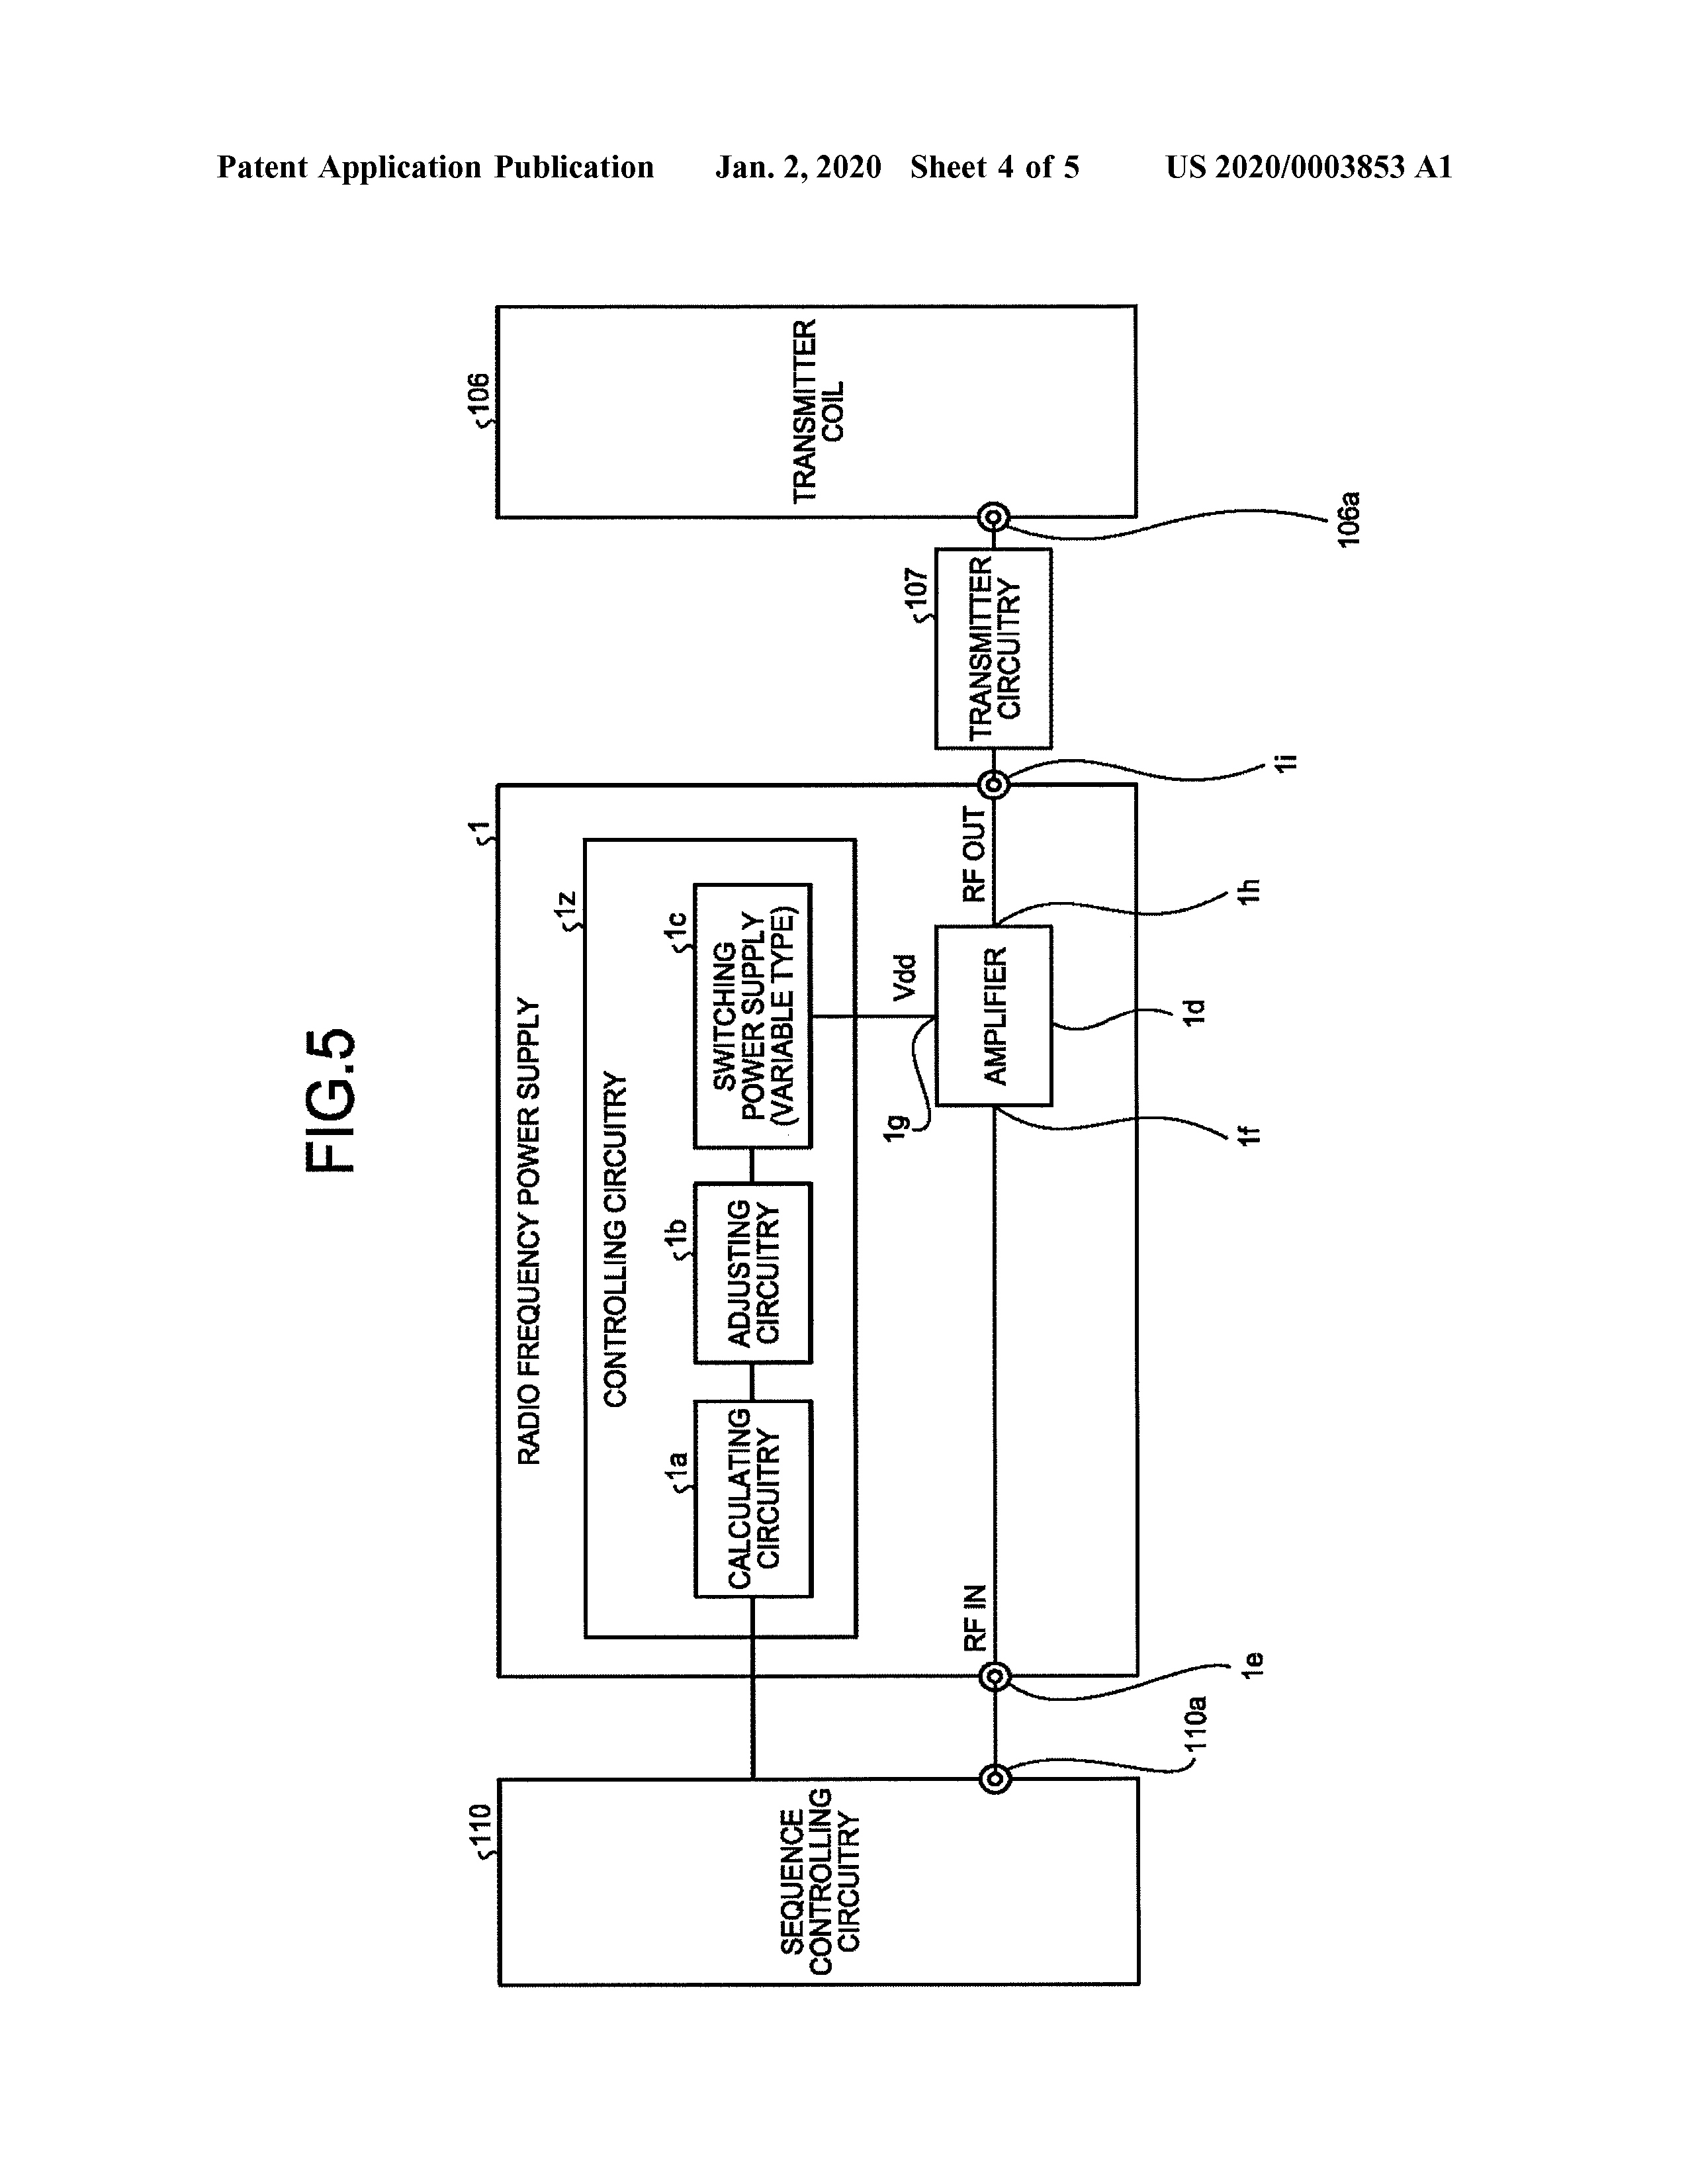 Patent Application Publication Jan. 2, 2020 Sheet 4 of 5 US 2020/0003853 A1
FIG.5
110
SEQUENCE
CONTROLLING
CIRCUITRY
110a
1
RADIO FREQUENCY POWER SUPPLY
1z
CONTROLLING CIRCUITRY
1a
CALCULATING
CIRCUITRY
1b
ADJUSTING
CIRCUITRY
1c
SWITCHING
POWER SUPPLY
(VARIABLE TYPE)
1g
Vdd
RF IN
1e
AMPLIFIER
1f
1d
1h
RF OUT
1i
107
TRANSMITTER
CIRCUITRY
106
TRANSMITTER
COIL
106a